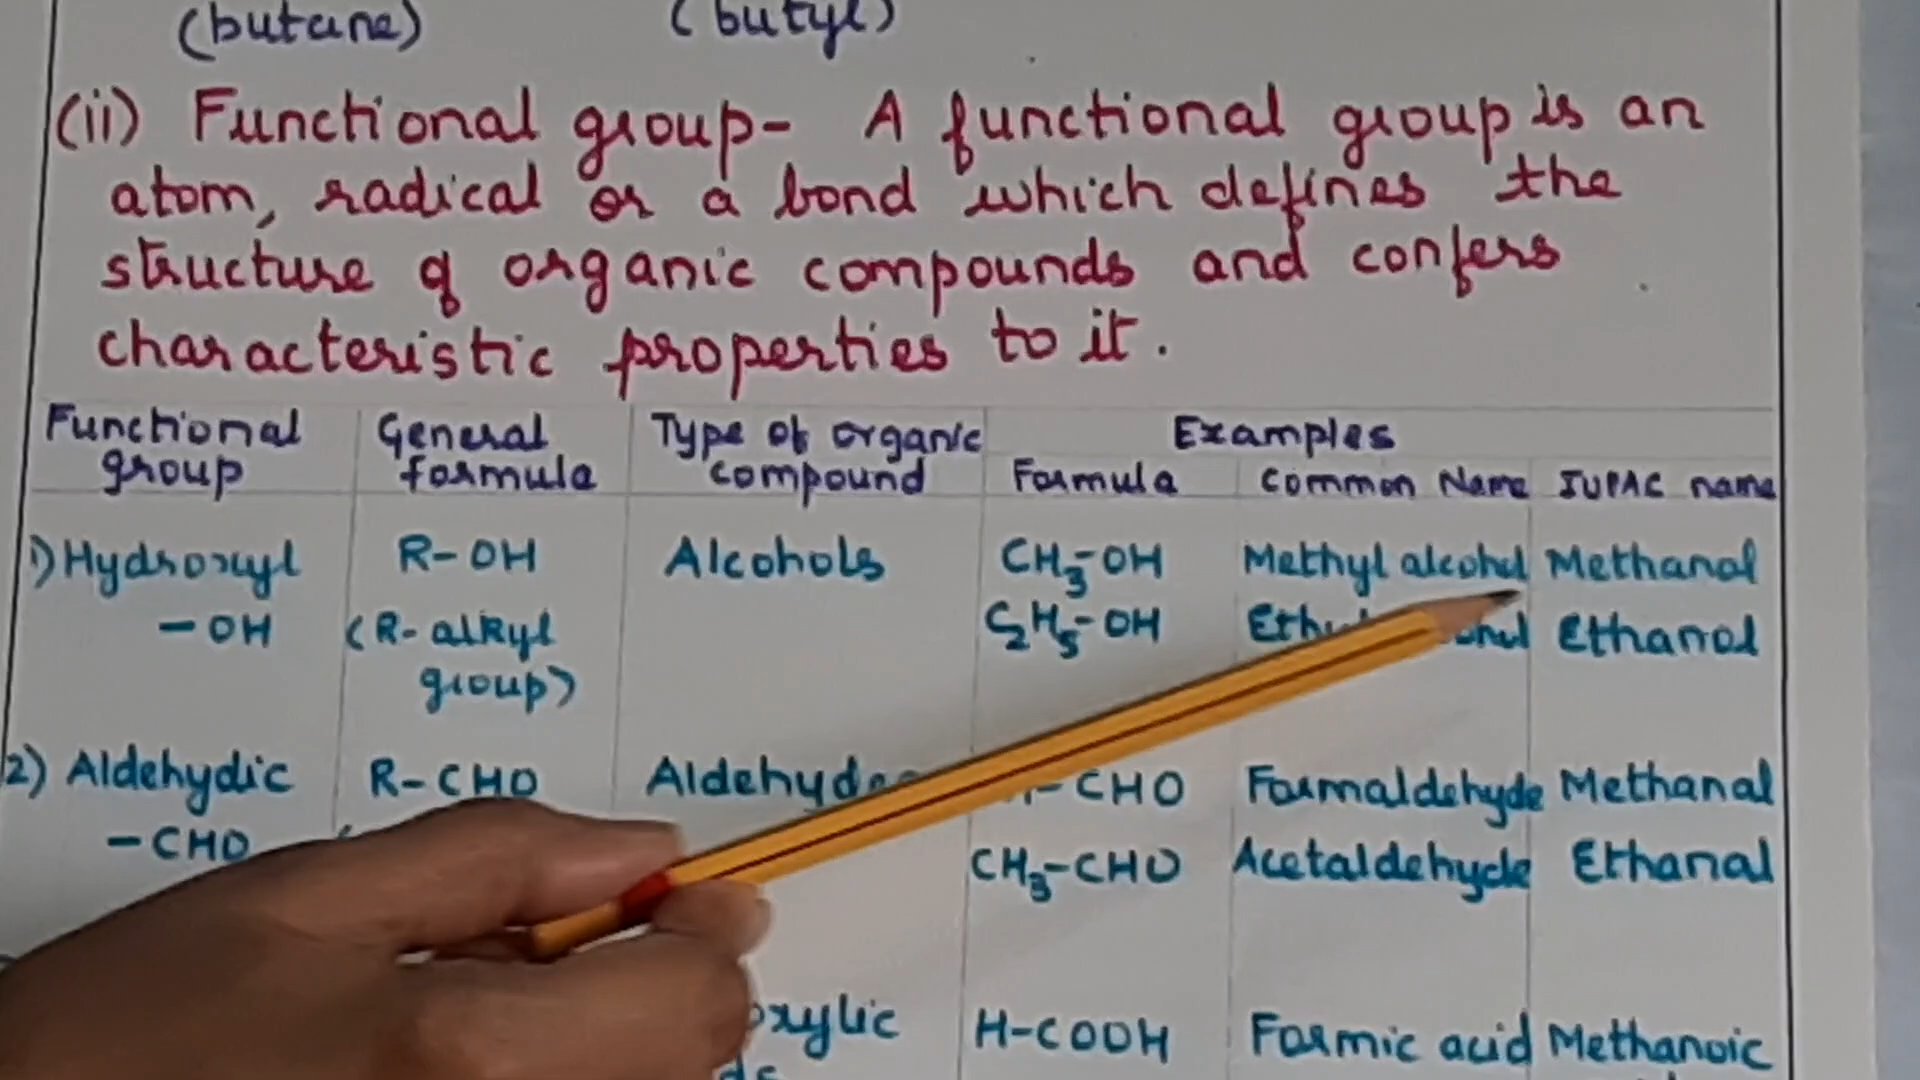 (butane) (butyl)
(ii) Functional group- A functional group is an
atom, radical or a bond which defines the
structure of organic compounds and confers
characteristic properties to it.
Functional group General formula Type of organic compound Examples
Formula Common Name IUPAC name
1) Hydroxyl R-OH Alcohols CH3-OH Methyl alcohol Methanol
-OH (R-alkyl group) C2H5-OH Ethanol
2) Aldehydic R-CHO -CHO Formaldehyde Methanal
-CHO CH3-CHO Acetaldehyde Ethanal
H-COOH Formic acid Methanoic